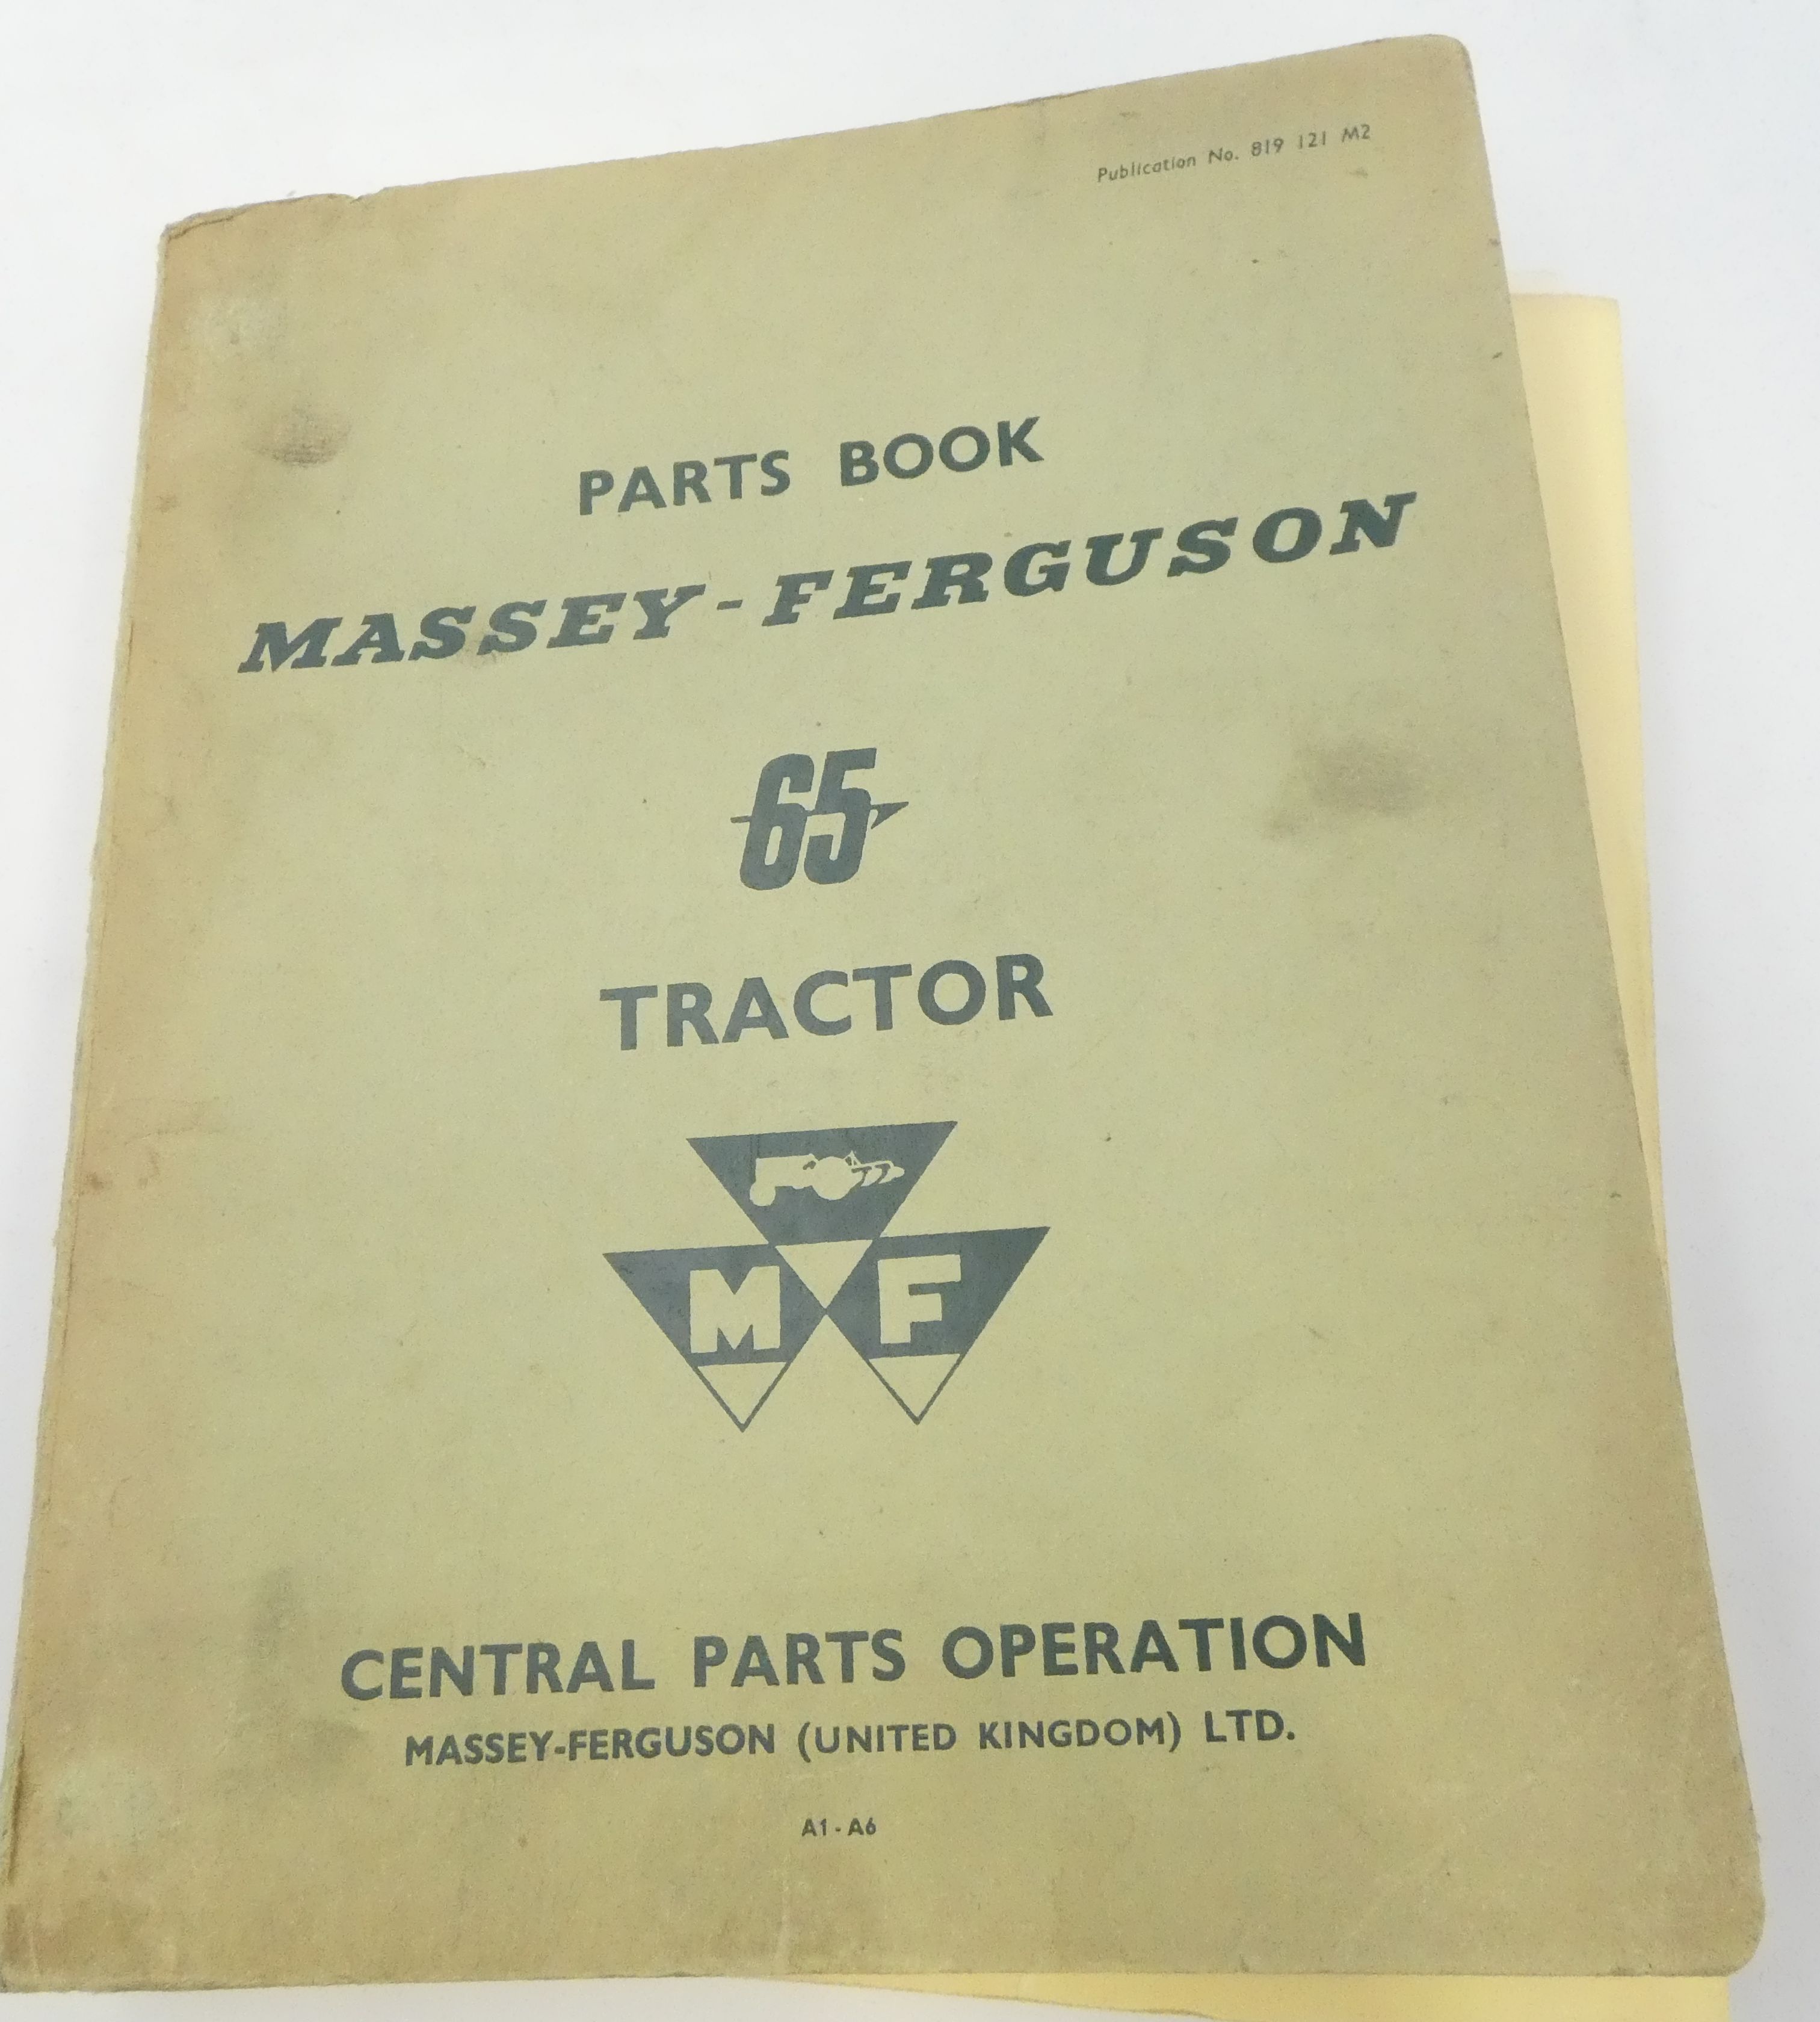 Publication No. 819 121 M2
PARTS BOOK
MASSEY-FERGUSON
65
TRACTOR
M F
CENTRAL PARTS OPERATION
MASSEY-FERGUSON (UNITED KINGDOM) LTD.
A1-A6